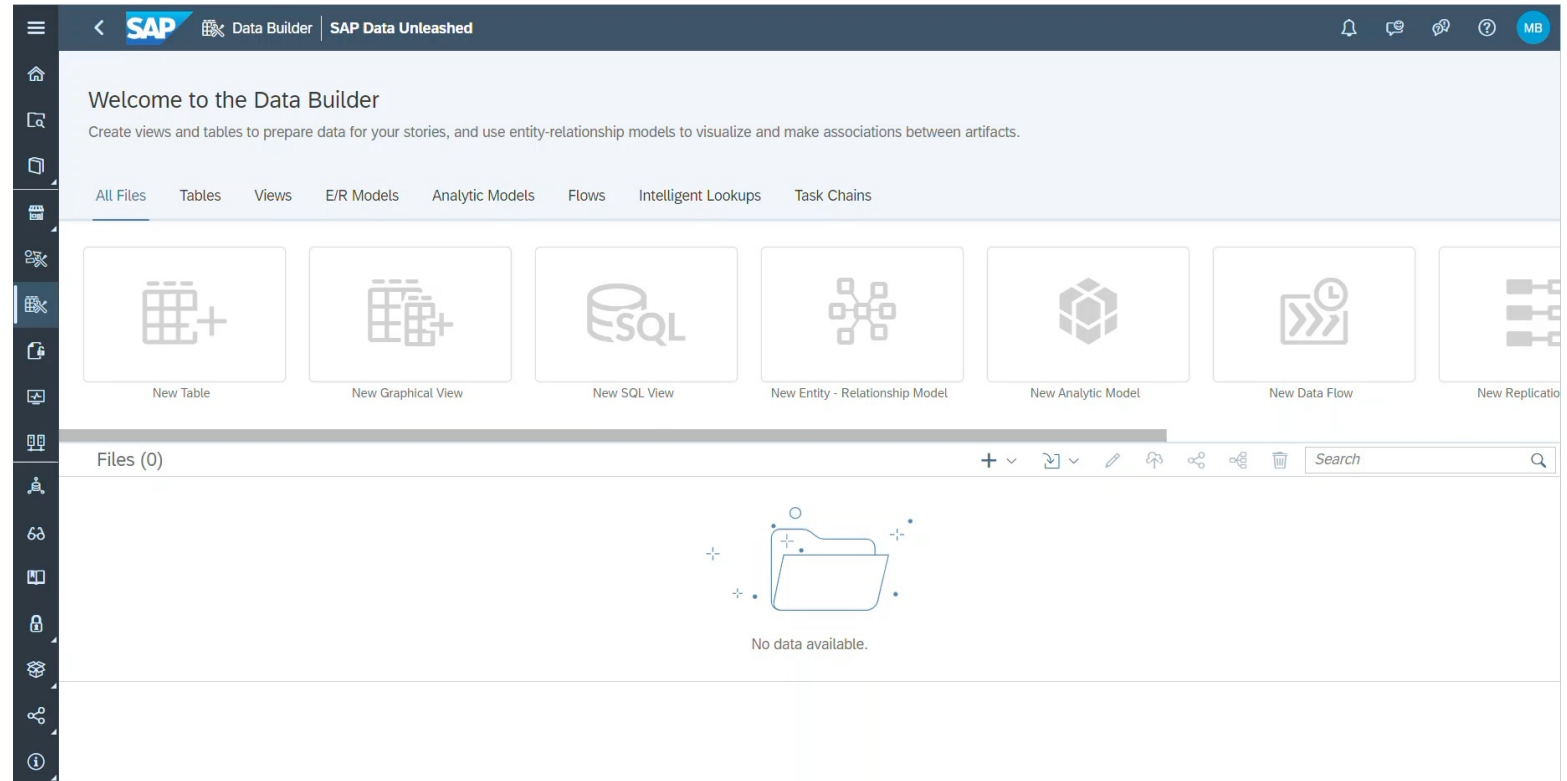 SAP Data Builder SAP Data Unleashed MB
Welcome to the Data Builder
Create views and tables to prepare data for your stories, and use entity-relationship models to visualize and make associations between artifacts.
All Files Tables Views E/R Models Analytic Models Flows Intelligent Lookups Task Chains
SQL
New Table New Graphical View New SQL View New Entity - Relationship Model New Analytic Model New Data Flow New Replicatio
Files (0) Search
No data available.